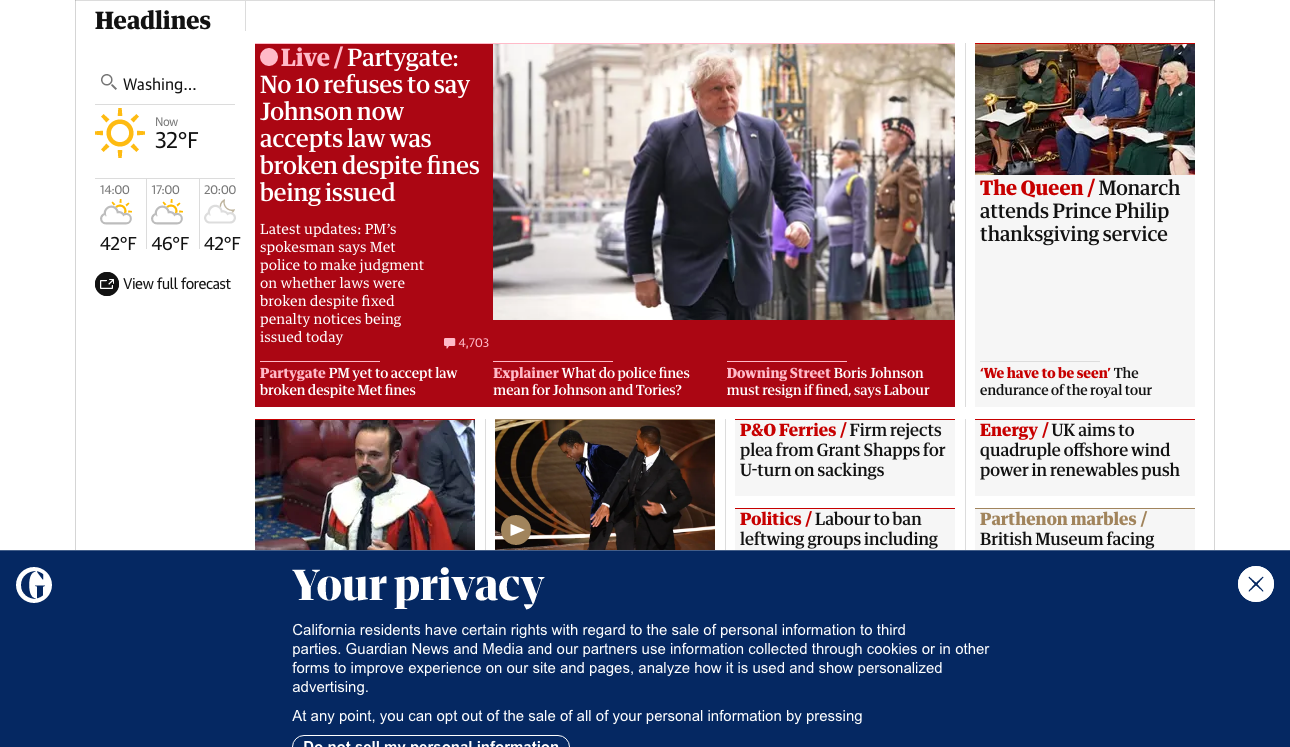 Headlines
Washing...
Now
32°F
14:00
17:00
20:00
42°F
46°F
42°F
View full forecast
Live / Partygate:
No 10 refuses to say
Johnson now
accepts law was
broken despite fines
being issued
Latest updates: PM’s
spokesman says Met
police to make judgment
on whether laws were
broken despite fixed
penalty notices being
issued today
4,703
Partygate PM yet to accept law
broken despite Met fines
Explainer What do police fines
mean for Johnson and Tories?
Downing Street Boris Johnson
must resign if fined, says Labour
The Queen / Monarch
attends Prince Philip
thanksgiving service
‘We have to be seen’ The
endurance of the royal tour
P&O Ferries / Firm rejects
plea from Grant Shapps for
U-turn on sackings
Politics / Labour to ban
leftwing groups including
Energy / UK aims to
quadruple offshore wind
power in renewables push
Parthenon marbles /
British Museum facing
Your privacy
California residents have certain rights with regard to the sale of personal information to third
parties. Guardian News and Media and our partners use information collected through cookies or in other
forms to improve experience on our site and pages, analyze how it is used and show personalized
advertising.
At any point, you can opt out of the sale of all of your personal information by pressing
Do not sell my personal information